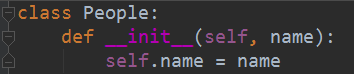 class People:
    def __init__(self, name):
        self.name = name